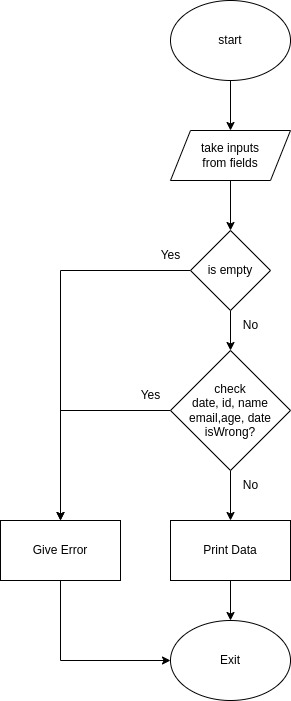 start
take inputs
from fields
Yes
is empty
No
Yes
check
date, id, name
email,age, date
isWrong?
No
Give Error
Print Data
Exit